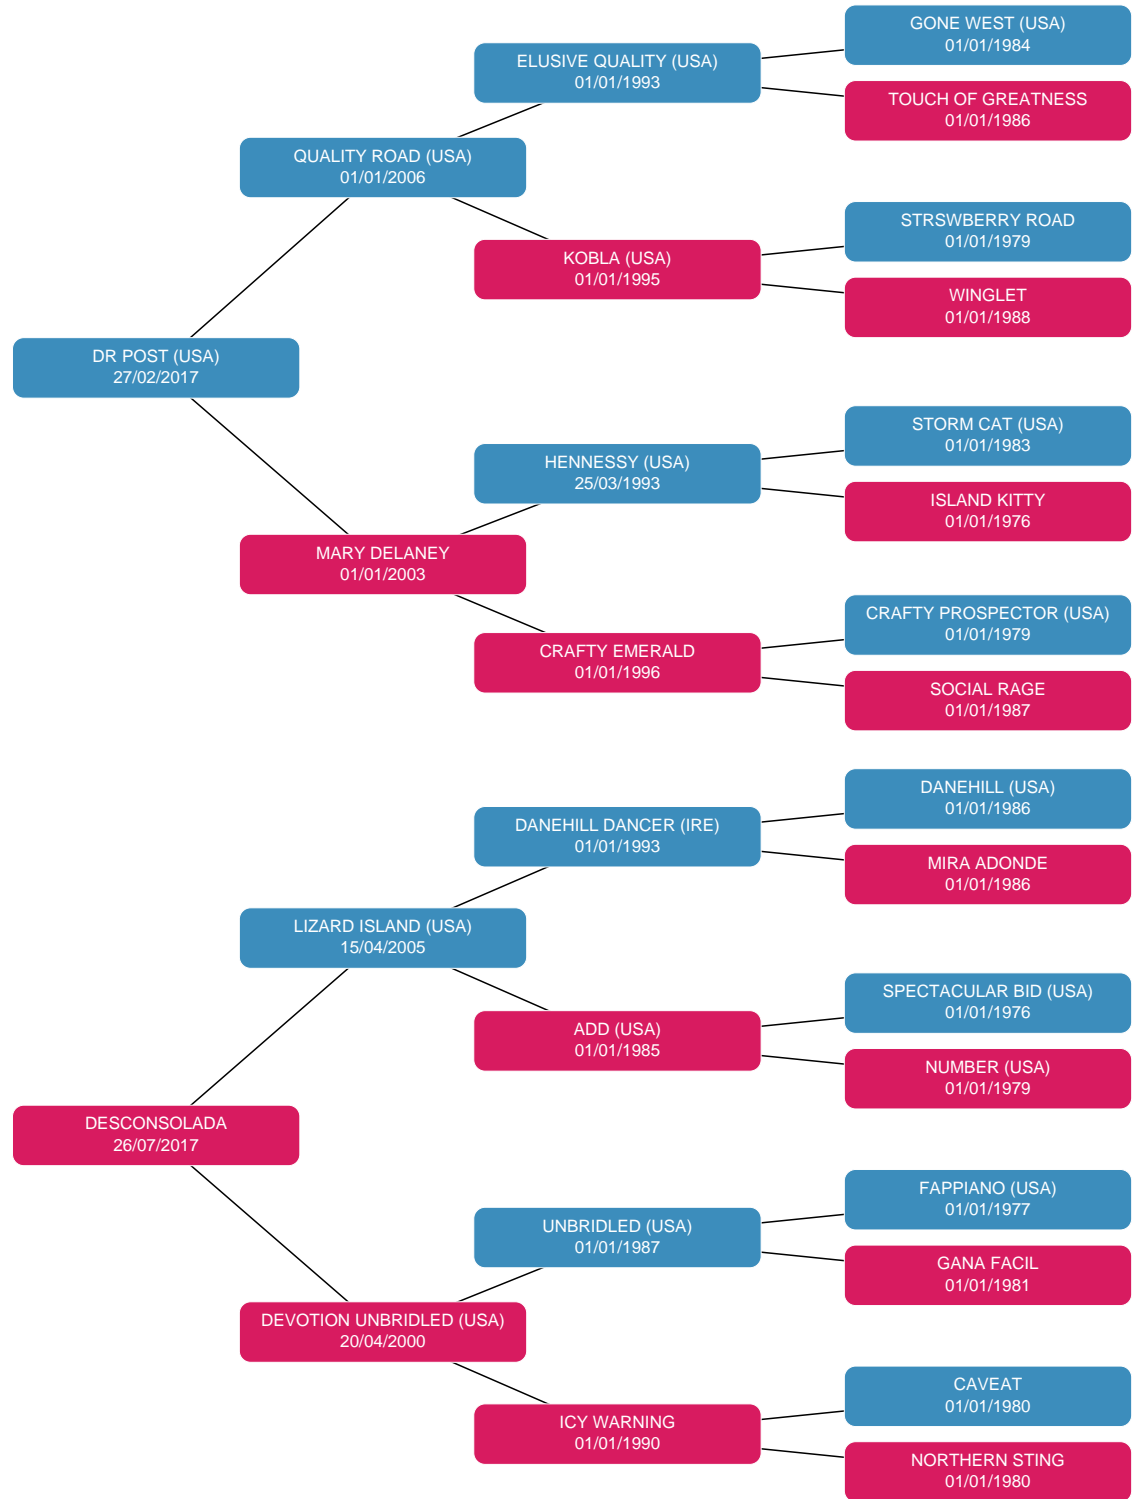 GONE WEST (USA)
01/01/1984
ELUSIVE QUALITY (USA)
01/01/1993
TOUCH OF GREATNESS
01/01/1986
QUALITY ROAD (USA)
01/01/2006
STRSWBERRY ROAD
01/01/1979
KOBLA (USA)
01/01/1995
WINGLET
01/01/1988
DR POST (USA)
27/02/2017
STORM CAT (USA)
01/01/1983
HENNESSY (USA)
25/03/1993
ISLAND KITTY
01/01/1976
MARY DELANEY
01/01/2003
CRAFTY PROSPECTOR (USA)
01/01/1979
CRAFTY EMERALD
01/01/1996
SOCIAL RAGE
01/01/1987
DANEHILL (USA)
01/01/1986
DANEHILL DANCER (IRE)
01/01/1993
MIRA ADONDE
01/01/1986
LIZARD ISLAND (USA)
15/04/2005
SPECTACULAR BID (USA)
01/01/1976
ADD (USA)
01/01/1985
NUMBER (USA)
01/01/1979
DESCONSOLADA
26/07/2017
FAPPIANO (USA)
01/01/1977
UNBRIDLED (USA)
01/01/1987
GANA FACIL
01/01/1981
DEVOTION UNBRIDLED (USA)
20/04/2000
CAVEAT
01/01/1980
ICY WARNING
01/01/1990
NORTHERN STING
01/01/1980